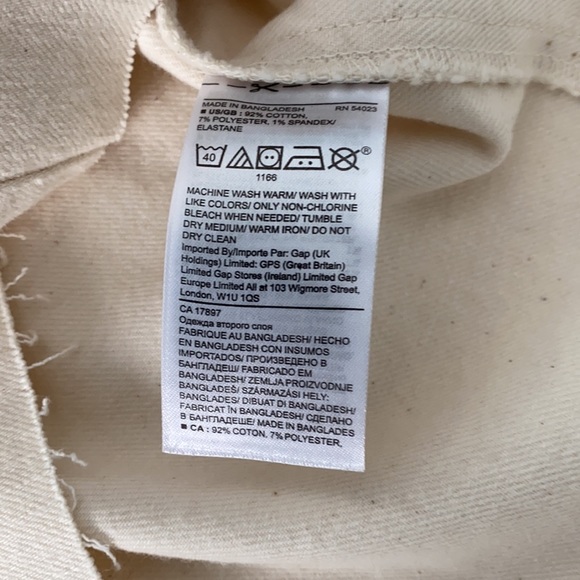 MADE IN BANGLADESH RN 54023
■ US/GB : 92% COTTON,
7% POLYESTER, 1% SPANDEX/
ELASTANE
40
1166
MACHINE WASH WARM/ WASH WITH
LIKE COLORS/ ONLY NON-CHLORINE
BLEACH WHEN NEEDED/ TUMBLE
DRY MEDIUM/ WARM IRON/ DO NOT
DRY CLEAN
Imported By/Importe Par: Gap (UK
Holdings) Limited: GPS (Great Britain)
Limited Gap Stores (Ireland) Limited Gap
Europe Limited All at 103 Wigmore Street,
London, W1U 1QS
CA 17897
Одежда второго слоя
FABRIQUE AU BANGLADESH/ HECHO
EN BANGLADESH CON INSUMOS
IMPORTADOS/ ПРОИЗВЕДЕНО В
БАНГЛАДЕШ/ FABRICADO EM
BANGLADESH/ ZEMLJA PROIZVODNJE
BANGLADEŠ/ SZÁRMAZÁSI HELY:
BANGLADES/ DIBUAT DI BANGLADESH/
FABRICAT ÎN BANGLADESH/ СДЕЛАНО
В БАНГЛАДЕШЕ/ MADE IN BANGLADES
■ CA : 92% COTON, 7% POLYESTER,